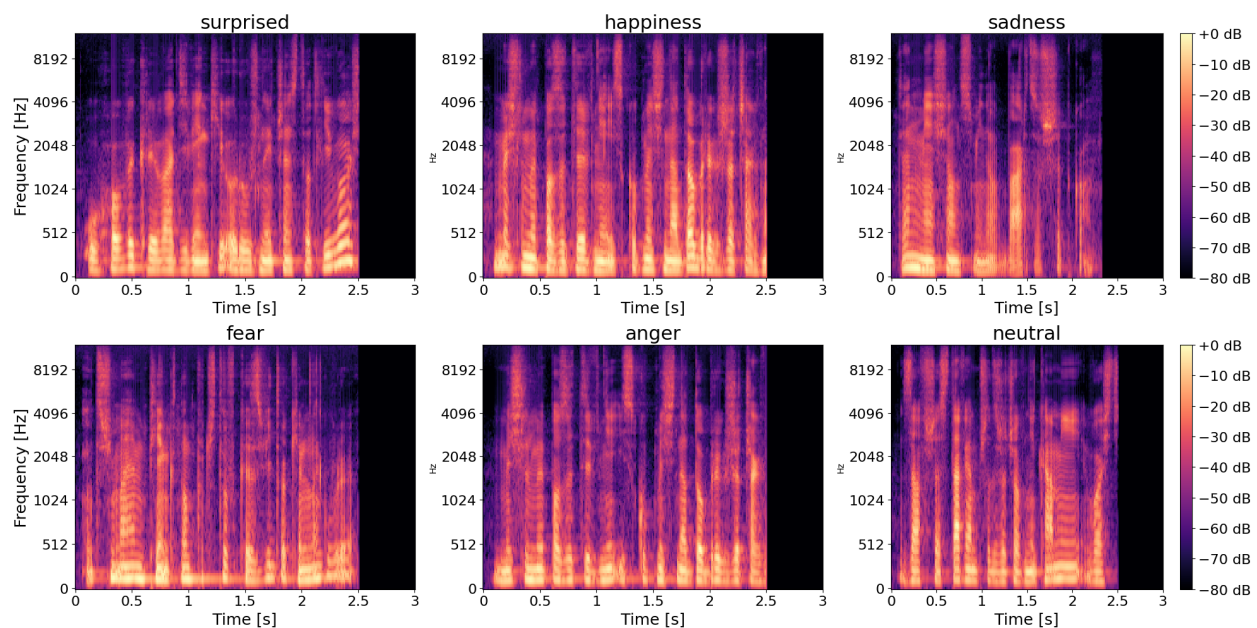 surprised
happiness
sadness
Frequency [Hz]
8192
4096
2048
1024
512
0
0
0.5
1
1.5
2
2.5
3
Time [s]
Hz
8192
4096
2048
1024
512
0
0
0.5
1
1.5
2
2.5
3
Time [s]
Hz
8192
4096
2048
1024
512
0
0
0.5
1
1.5
2
2.5
3
Time [s]
+0 dB
−10 dB
−20 dB
−30 dB
−40 dB
−50 dB
−60 dB
−70 dB
−80 dB
fear
anger
neutral
Frequency [Hz]
8192
4096
2048
1024
512
0
0
0.5
1
1.5
2
2.5
3
Time [s]
Hz
8192
4096
2048
1024
512
0
0
0.5
1
1.5
2
2.5
3
Time [s]
Hz
8192
4096
2048
1024
512
0
0
0.5
1
1.5
2
2.5
3
Time [s]
+0 dB
−10 dB
−20 dB
−30 dB
−40 dB
−50 dB
−60 dB
−70 dB
−80 dB